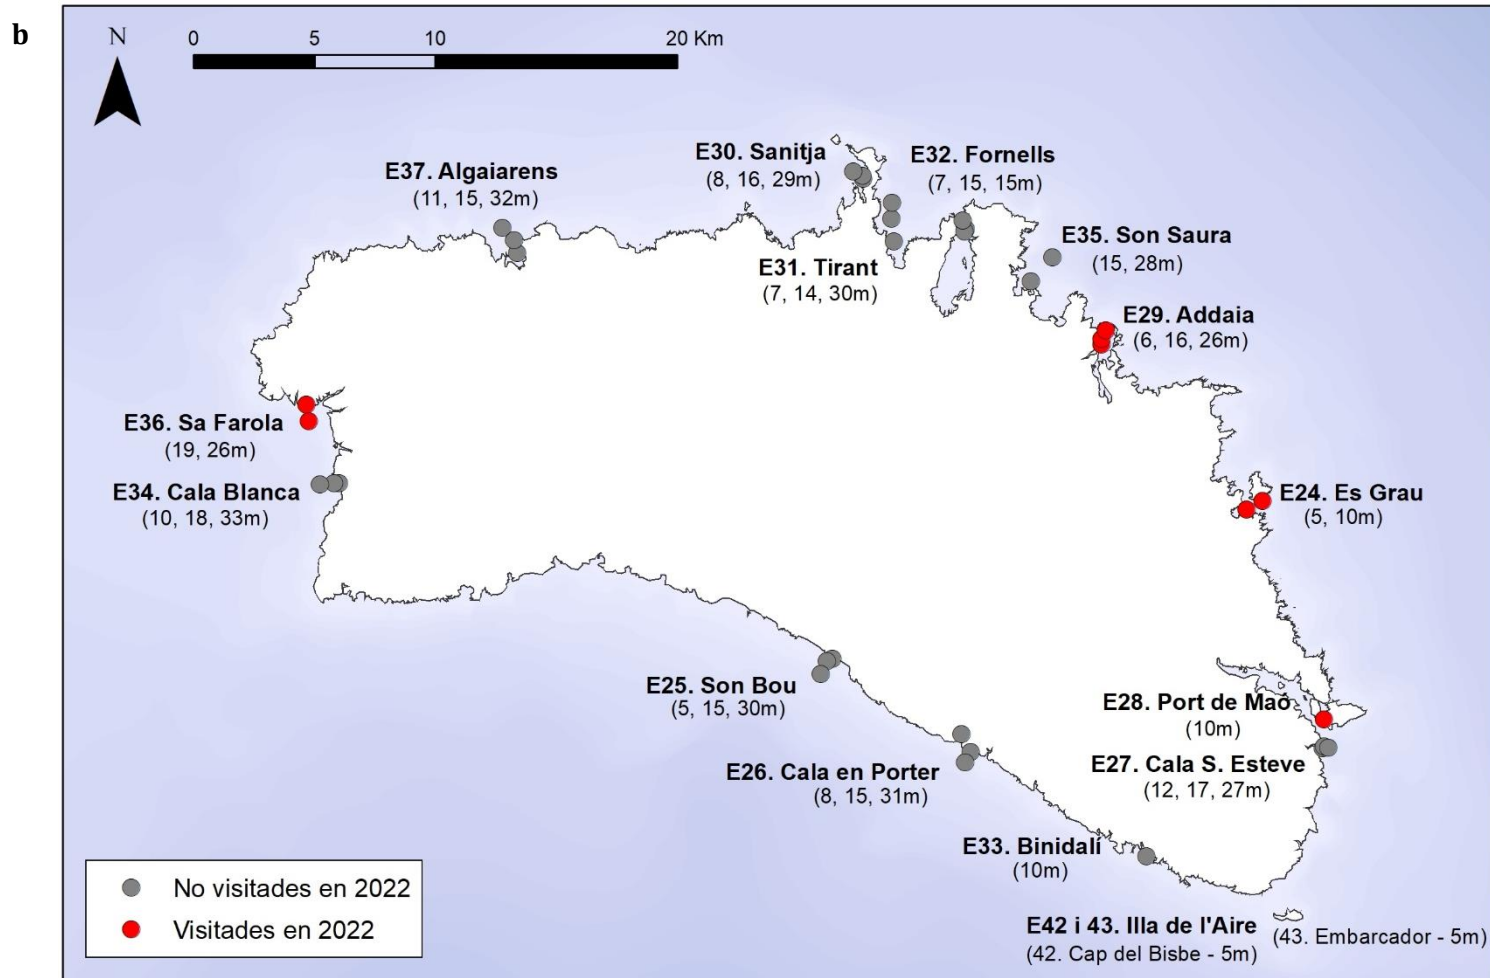 b
N
0 5 10 20 Km
E30. Sanitja
(8, 16, 29m)
E32. Fornells
(7, 15, 15m)
E37. Algaiarens
(11, 15, 32m)
E35. Son Saura
(15, 28m)
E31. Tirant
(7, 14, 30m)
E29. Addaia
(6, 16, 26m)
E36. Sa Farola
(19, 26m)
E34. Cala Blanca
(10, 18, 33m)
E24. Es Grau
(5, 10m)
E25. Son Bou
(5, 15, 30m)
E28. Port de Maó
(10m)
E26. Cala en Porter
(8, 15, 31m)
E27. Cala S. Esteve
(12, 17, 27m)
E33. Binidalí
(10m)
No visitades en 2022
Visitades en 2022
E42 i 43. Illa de l'Aire
(42. Cap del Bisbe - 5m)
(43. Embarcador - 5m)